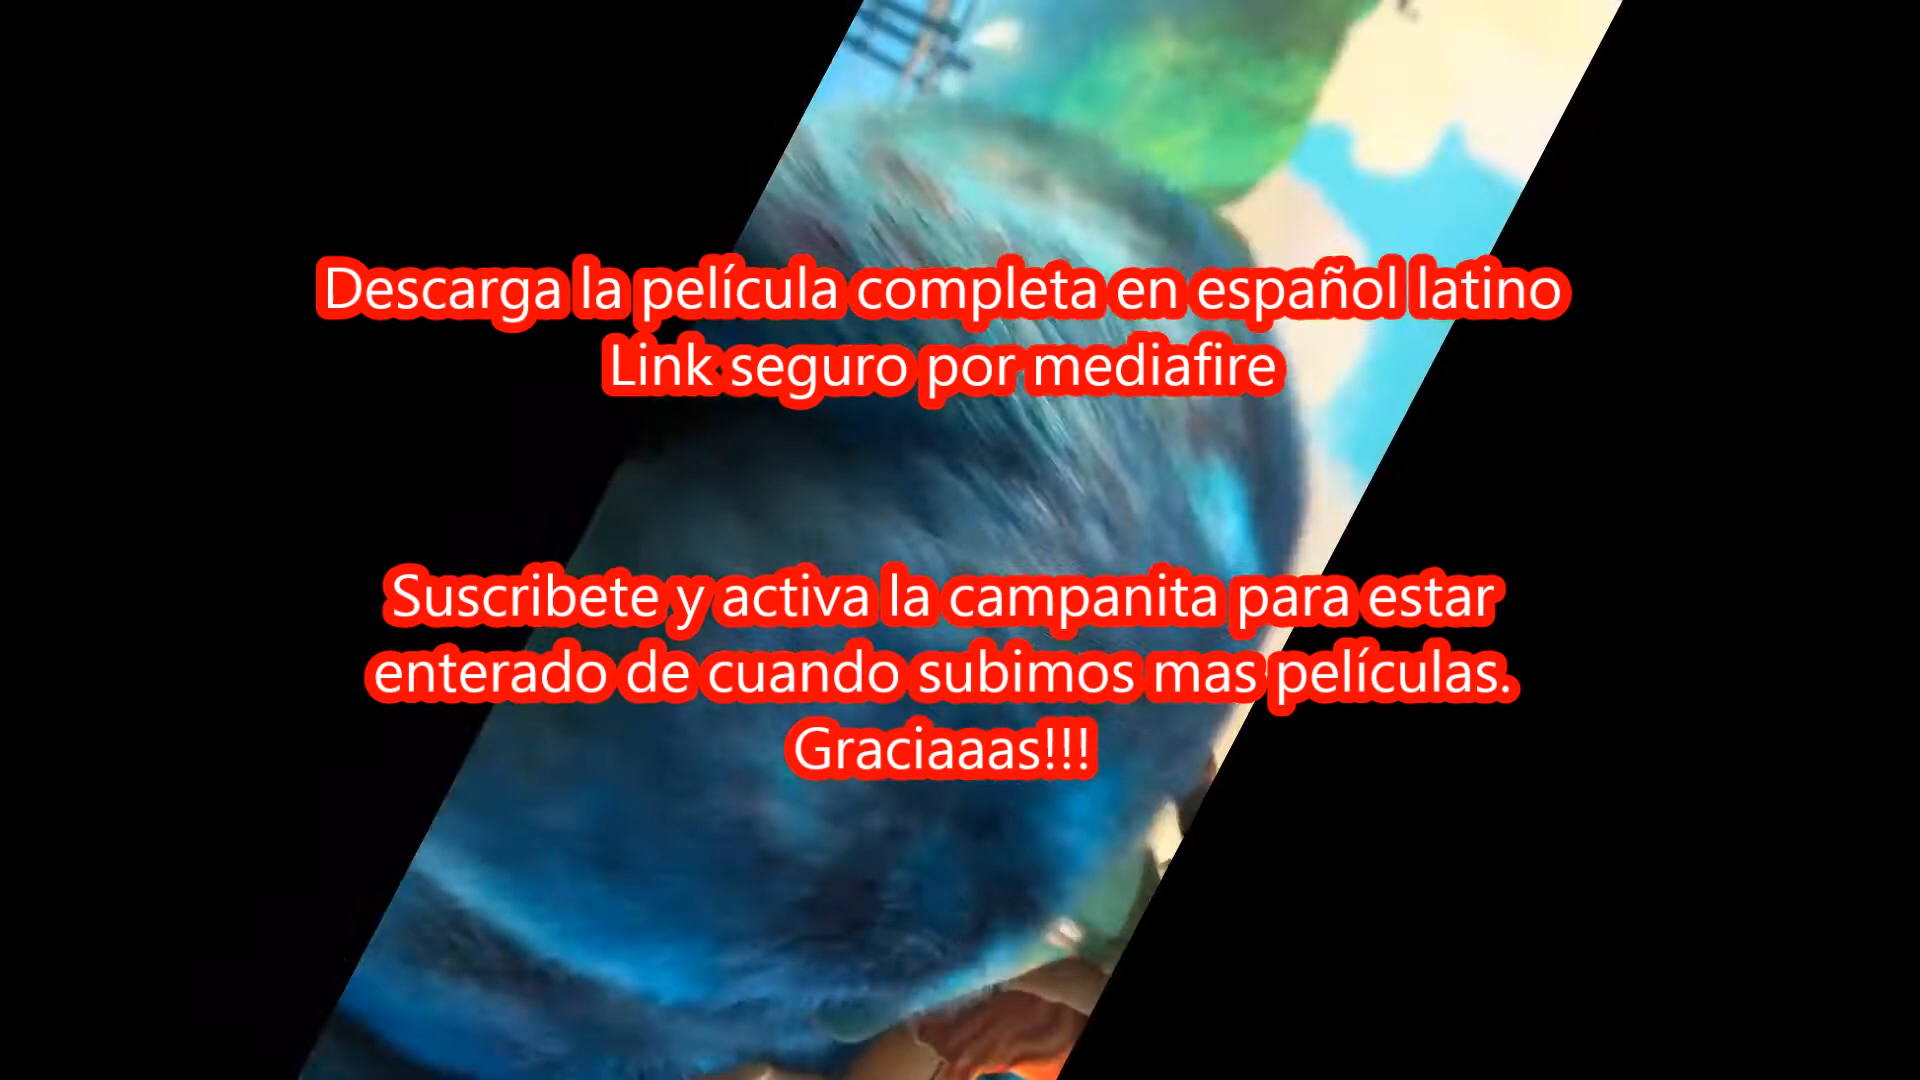 Descarga la película completa en español latino
Link seguro por mediafire
Suscribete y activa la campanita para estar
enterado de cuando subimos mas películas.
Graciaaas!!!